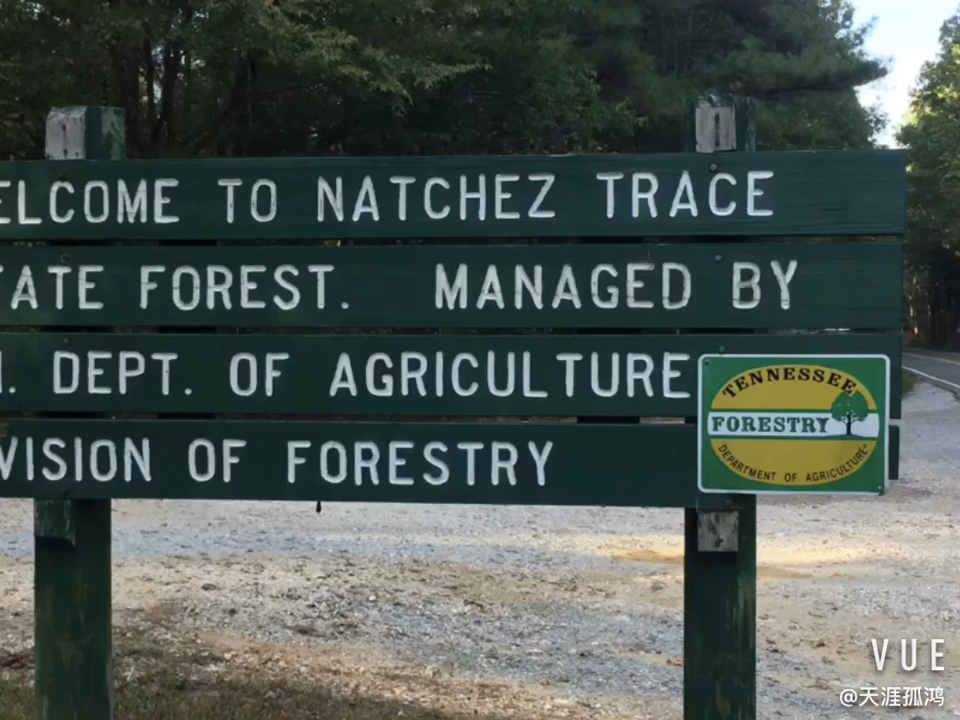 ELCOME TO NATCHEZ TRACE
TATE FOREST. MANAGED BY
. DEPT. OF AGRICULTURE
VISION OF FORESTRY
TENNESSEE
FORESTRY
DEPARTMENT OF AGRICULTURE
VUE
@天涯孤鸿